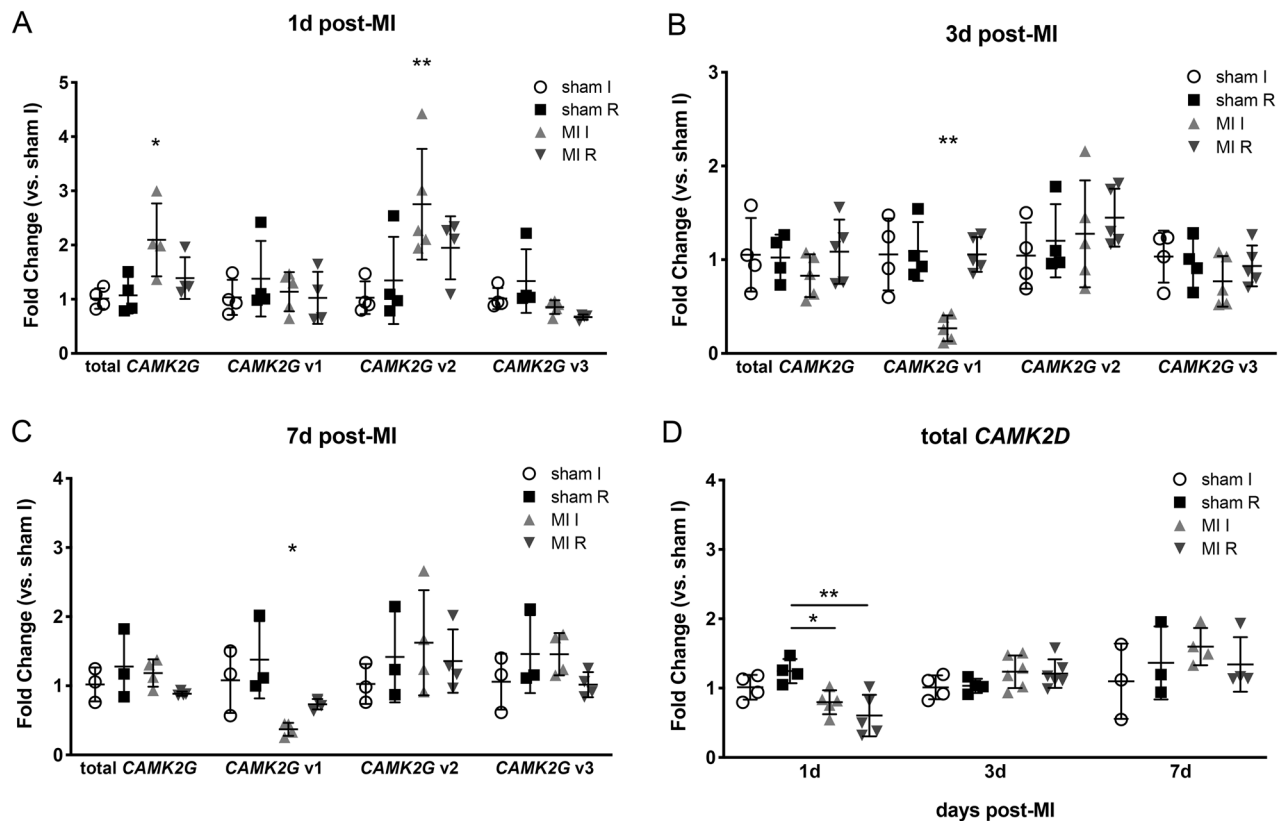 A
1d post-MI
Fold Change (vs. sham I)
5
4
3
2
1
0
*
**
sham I
sham R
MI I
MI R
total CAMK2G
CAMK2G v1
CAMK2G v2
CAMK2G v3
B
3d post-MI
Fold Change (vs. sham I)
3
2
1
0
**
sham I
sham R
MI I
MI R
total CAMK2G
CAMK2G v1
CAMK2G v2
CAMK2G v3
C
7d post-MI
Fold Change (vs. sham I)
4
3
2
1
0
*
sham I
sham R
MI I
MI R
total CAMK2G
CAMK2G v1
CAMK2G v2
CAMK2G v3
D
total CAMK2D
Fold Change (vs. sham I)
4
3
2
1
0
**
*
sham I
sham R
MI I
MI R
1d
3d
7d
days post-MI